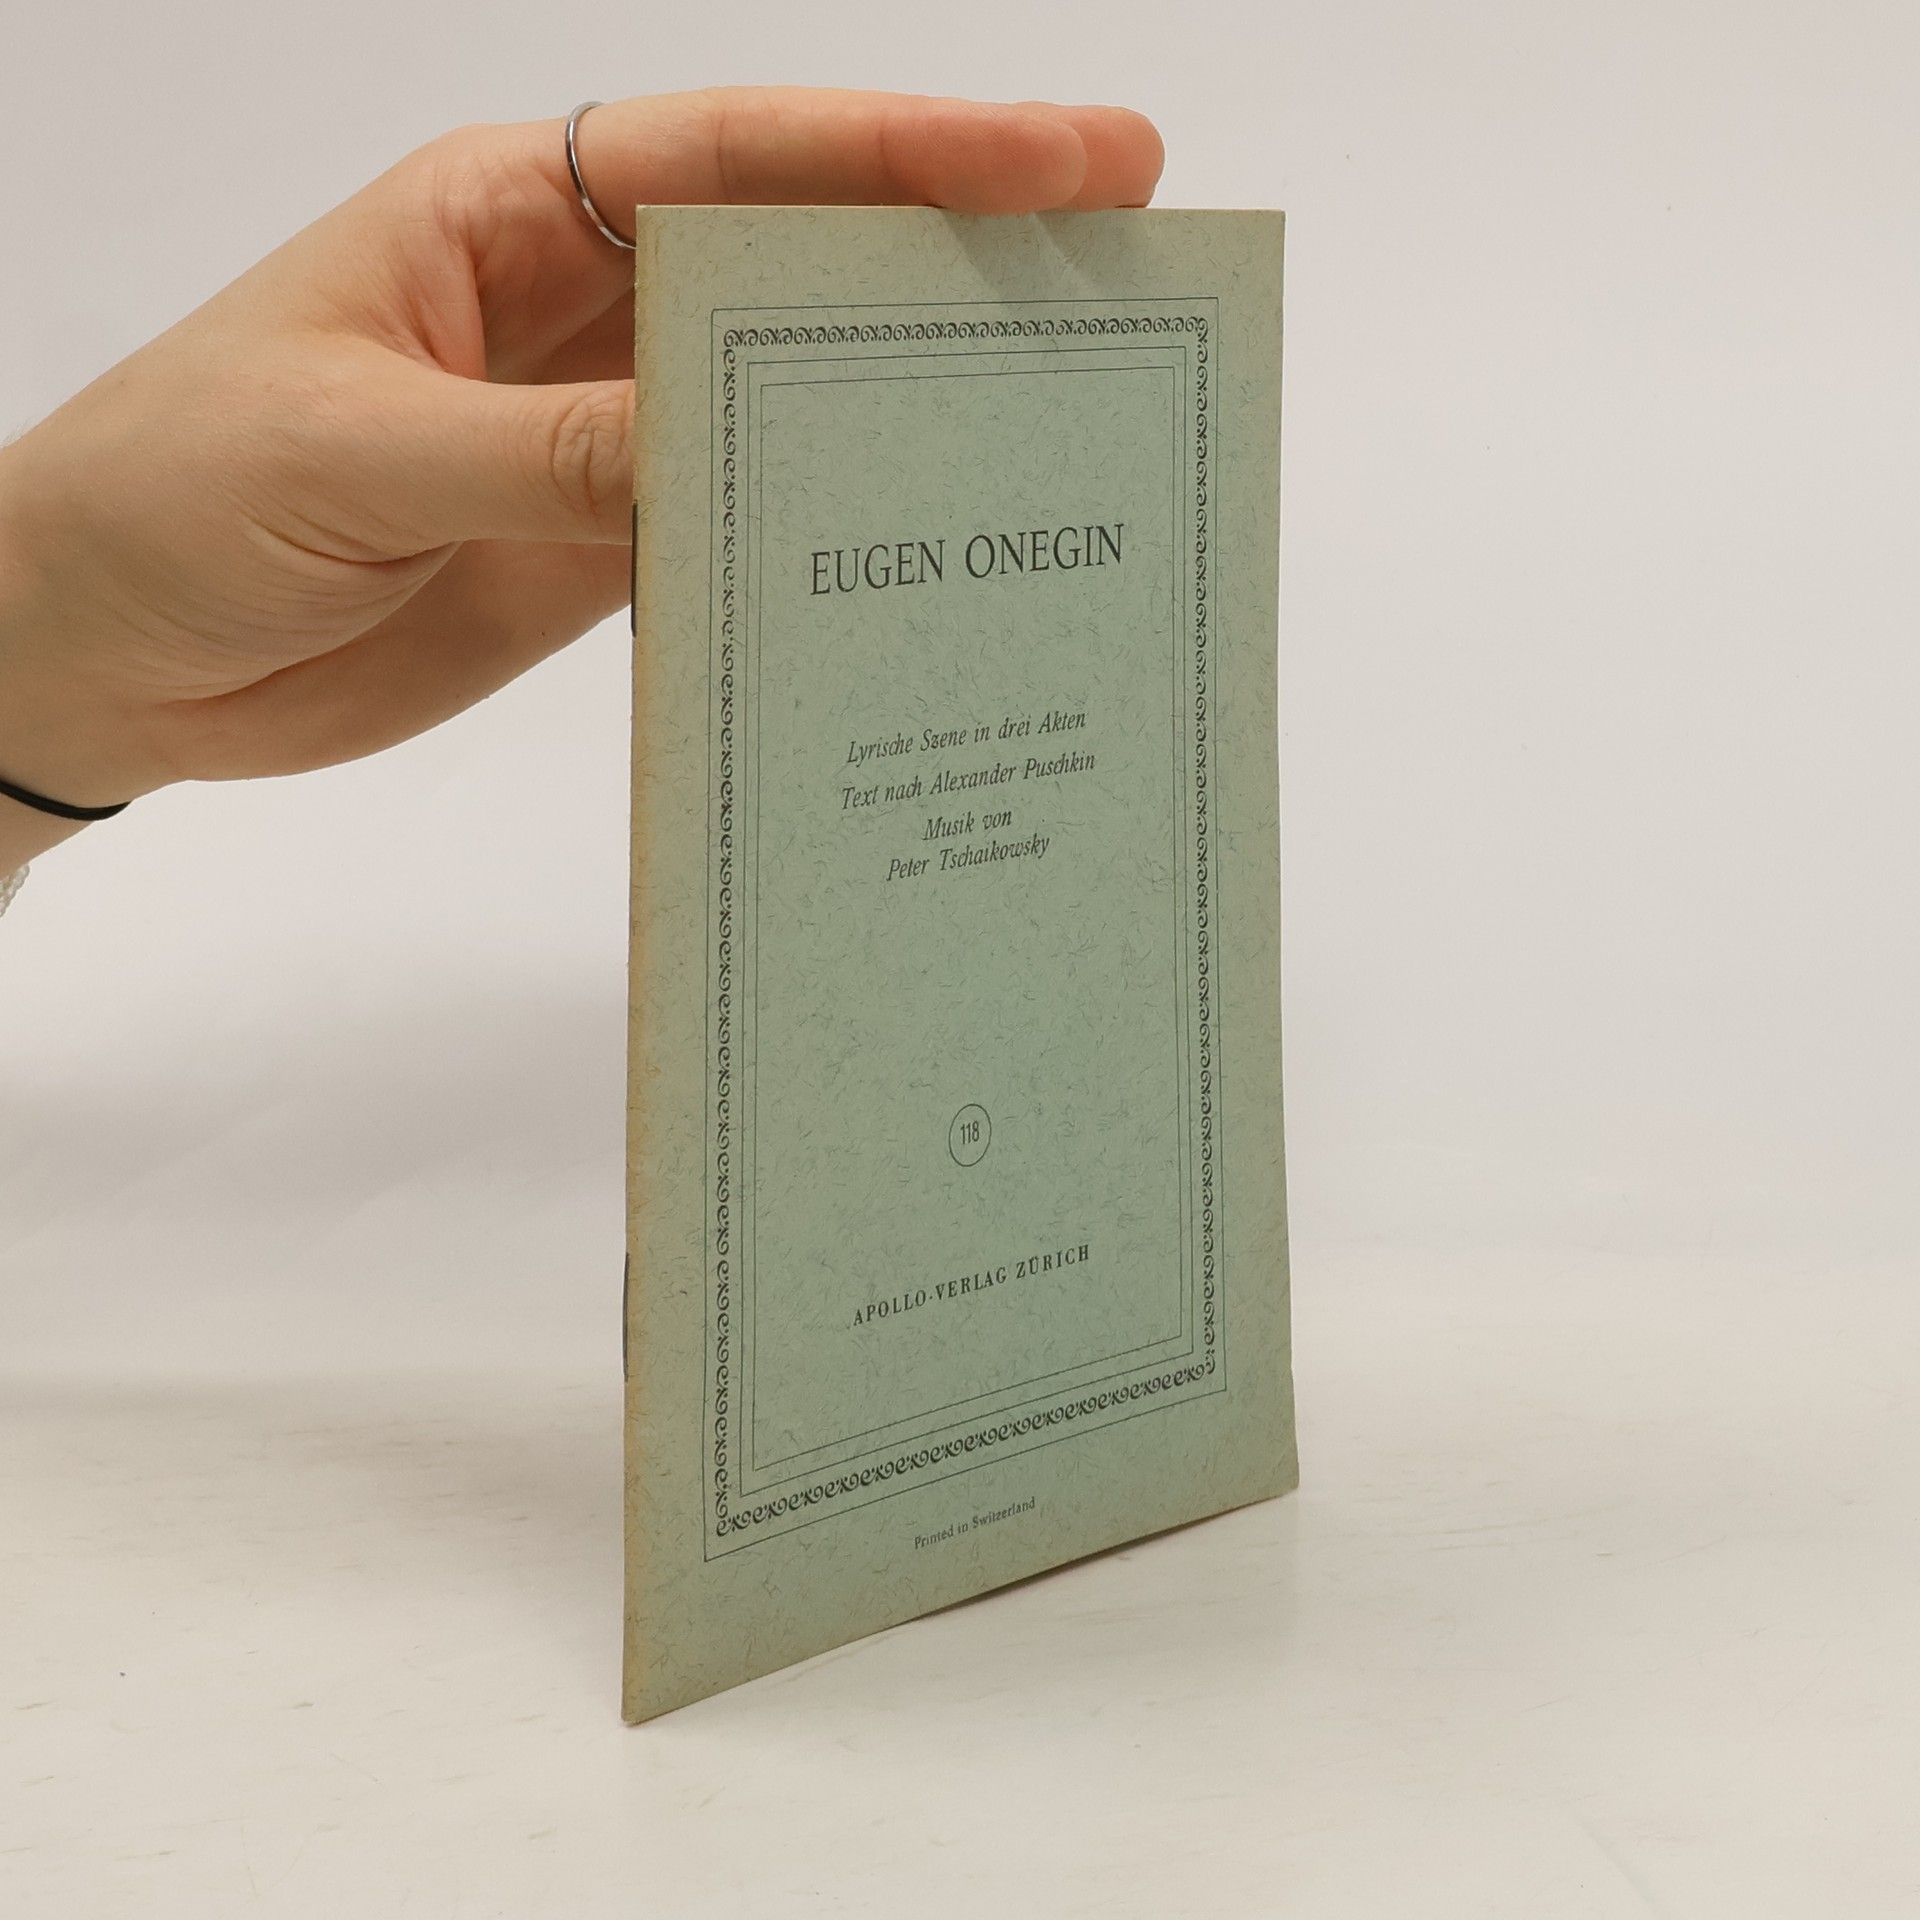 EUGEN ONEGIN
Lyrische Szene in drei Akten
Text nach Alexander Puschkin
Musik von
Peter Tschaikowsky
118
APOLLO-VERLAG ZÜRICH
Printed in Switzerland